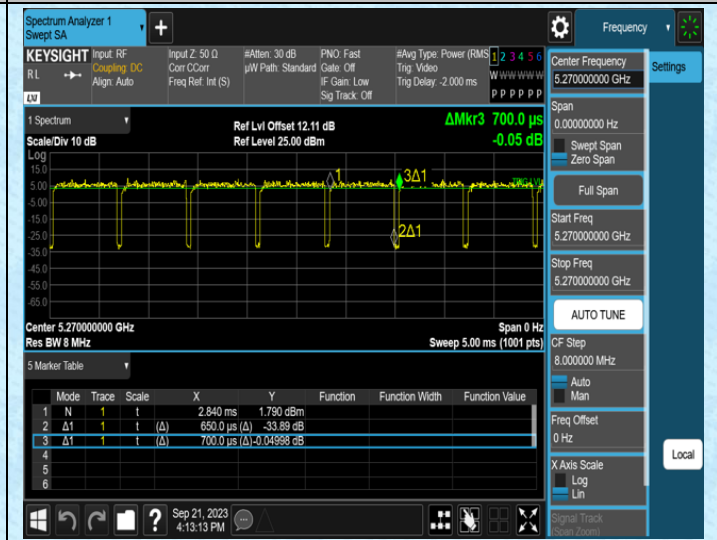 Spectrum Analyzer 1
Swept SA
+
Frequency
KEYSIGHT
Input: RF
Coupling: DC
Align: Auto
Input Z: 50 Ω
Corr CCorr
Freq Ref: Int (S)
#Atten: 30 dB
µW Path: Standard
PNO: Fast
Gate: Off
IF Gain: Low
Sig Track: Off
#Avg Type: Power (RMS
Trig: Video
Trig Delay: -2.000 ms
1 2 3 4 5 6
W W W W W W
P P P P P P
RL
LXI
Center Frequency
5.270000000 GHz
Settings
1 Spectrum
Scale/Div 10 dB
Ref Lvl Offset 12.11 dB
Ref Level 25.00 dBm
ΔMkr3 700.0 µs
-0.05 dB
Log
15.0
5.00
-5.00
-15.0
-25.0
-35.0
-45.0
-55.0
-65.0
1
3Δ1
2Δ1
Center 5.270000000 GHz
Res BW 8 MHz
Span 0 Hz
Sweep 5.00 ms (1001 pts)
Span
0.00000000 Hz
Swept Span
Zero Span
Full Span
Start Freq
5.270000000 GHz
Stop Freq
5.270000000 GHz
AUTO TUNE
CF Step
8.000000 MHz
Auto
Man
Freq Offset
0 Hz
X Axis Scale
Log
Lin
Signal Track
(Span Zoom)
Local
5 Marker Table
Mode Trace Scale X Y Function Function Width Function Value
1 N 1 t 2.840 ms 1.790 dBm
2 Δ1 1 t (Δ) 650.0 µs (Δ) -33.89 dB
3 Δ1 1 t (Δ) 700.0 µs (Δ) -0.04998 dB
4
5
6
?
Sep 21, 2023
4:13:13 PM